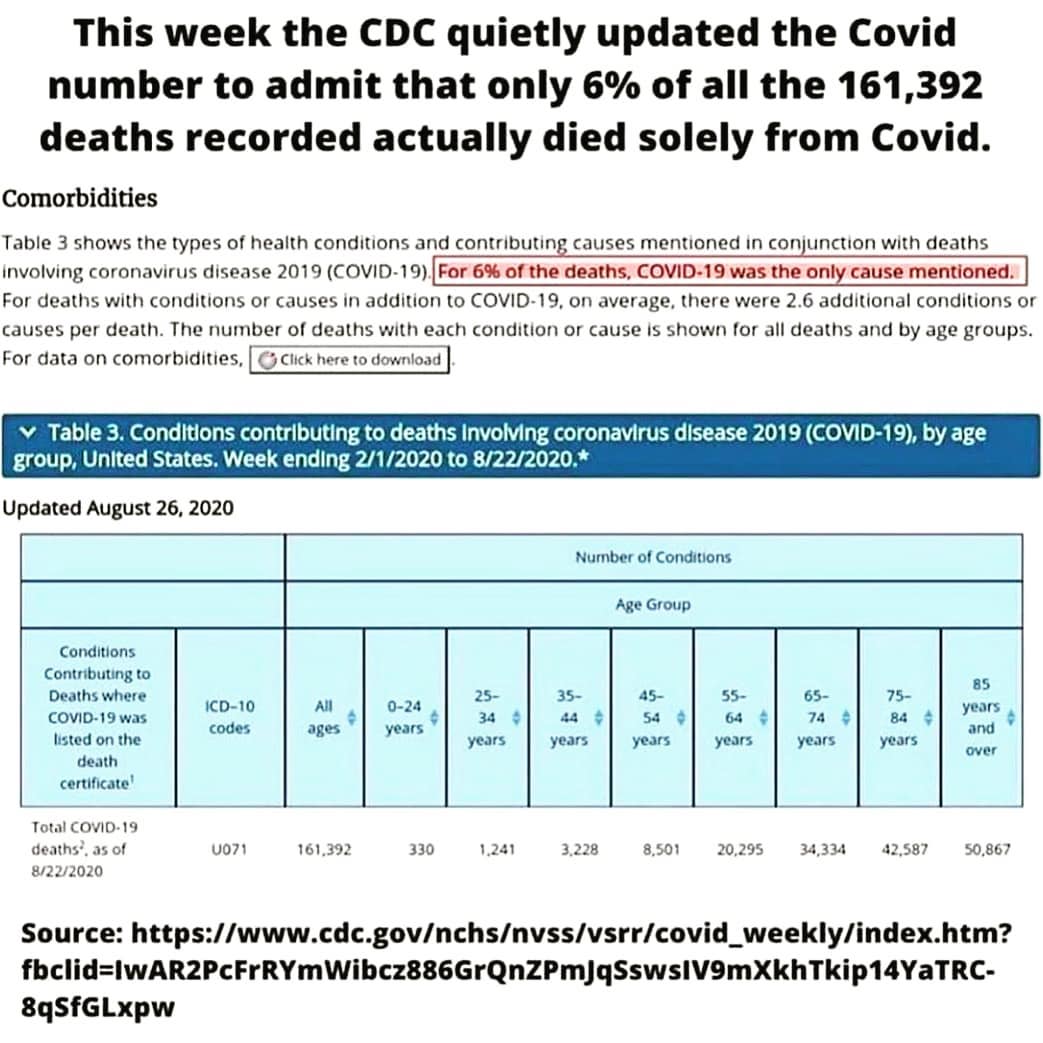 This week the CDC quietly updated the Covid
number to admit that only 6% of all the 161,392
deaths recorded actually died solely from Covid.
Comorbidities
Table 3 shows the types of health conditions and contributing causes mentioned in conjunction with deaths
involving coronavirus disease 2019 (COVID-19). For 6% of the deaths, COVID-19 was the only cause mentioned.
For deaths with conditions or causes in addition to COVID-19, on average, there were 2.6 additional conditions or
causes per death. The number of deaths with each condition or cause is shown for all deaths and by age groups.
For data on comorbidities, Click here to download.
Table 3. Conditions contributing to deaths involving coronavirus disease 2019 (COVID-19), by age
group, United States. Week ending 2/1/2020 to 8/22/2020.*
Updated August 26, 2020
Number of Conditions
Age Group
Conditions
Contributing to
Deaths where
COVID-19 was
listed on the
death
certificate¹
ICD-10
codes
All
ages
0-24
years
25-
34
years
35-
44
years
45-
54
years
55-
64
years
65-
74
years
75-
84
years
85
years
and
over
Total COVID-19
deaths², as of
8/22/2020
U071 161,392 330 1,241 3,228 8,501 20,295 34,334 42,587 50,867
Source: https://www.cdc.gov/nchs/nvss/vsrr/covid_weekly/index.htm?
fbclid=IwAR2PcFrRYmWibcz886GrQnZPmJqSswsIV9mXkhTkip14YaTRC-
8qSfGLxpw